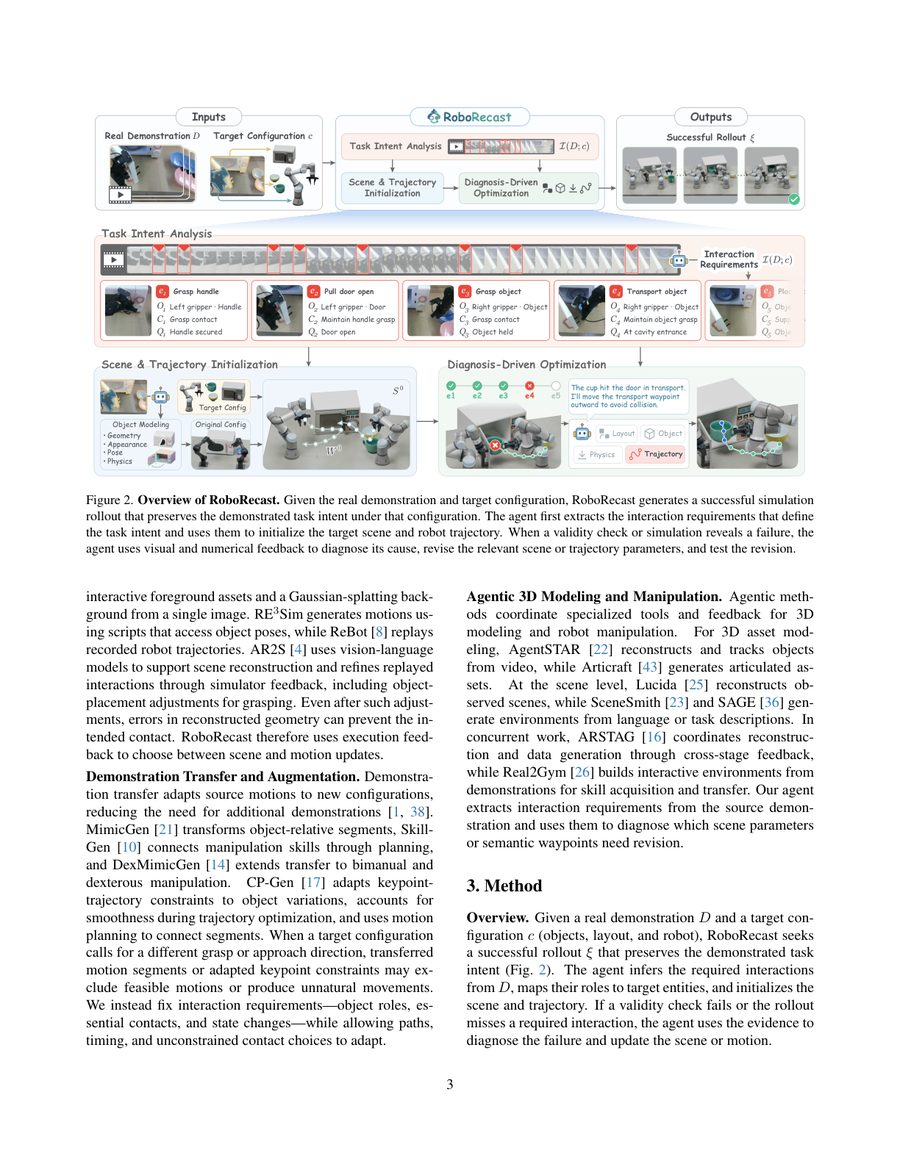 Inputs
RoboRecast
Outputs
Real Demonstration D
Target Configuration c
Task Intent Analysis
I(D; c)
Successful Rollout ξ
Scene & Trajectory
Initialization
Diagnosis-Driven
Optimization
Task Intent Analysis
Interaction
Requirements
I(D; c)
e1 Grasp handle
O1 Left gripper · Handle
C1 Grasp contact
Q1 Handle secured
e2 Pull door open
O2 Left gripper · Door
C2 Maintain handle grasp
Q2 Door open
e3 Grasp object
O3 Right gripper · Object
C3 Grasp contact
Q3 Object held
e4 Transport object
O4 Right gripper · Object
C4 Maintain object grasp
Q4 At cavity entrance
Scene & Trajectory Initialization
Target Config
Object Modeling
• Geometry
• Appearance
• Pose
• Physics
Original Config
S0
W0
Diagnosis-Driven Optimization
e1 e2 e3 e4 e5
The cup hit the door in transport.
I'll move the transport waypoint
outward to avoid collision.
Layout
Object
Physics
Trajectory
Figure 2. Overview of RoboRecast. Given the real demonstration and target configuration, RoboRecast generates a successful simulation
rollout that preserves the demonstrated task intent under that configuration. The agent first extracts the interaction requirements that define
the task intent and uses them to initialize the target scene and robot trajectory. When a validity check or simulation reveals a failure, the
agent uses visual and numerical feedback to diagnose its cause, revise the relevant scene or trajectory parameters, and test the revision.
interactive foreground assets and a Gaussian-splatting back-
ground from a single image. RE3Sim generates motions us-
ing scripts that access object poses, while ReBot [8] replays
recorded robot trajectories. AR2S [4] uses vision-language
models to support scene reconstruction and refines replayed
interactions through simulator feedback, including object-
placement adjustments for grasping. Even after such adjust-
ments, errors in reconstructed geometry can prevent the in-
tended contact. RoboRecast therefore uses execution feed-
back to choose between scene and motion updates.
Demonstration Transfer and Augmentation. Demonstra-
tion transfer adapts source motions to new configurations,
reducing the need for additional demonstrations [1, 38].
MimicGen [21] transforms object-relative segments, Skill-
Gen [10] connects manipulation skills through planning,
and DexMimicGen [14] extends transfer to bimanual and
dexterous manipulation. CP-Gen [17] adapts keypoint-
trajectory constraints to object variations, accounts for
smoothness during trajectory optimization, and uses motion
planning to connect segments. When a target configuration
calls for a different grasp or approach direction, transferred
motion segments or adapted keypoint constraints may ex-
clude feasible motions or produce unnatural movements.
We instead fix interaction requirements—object roles, es-
sential contacts, and state changes—while allowing paths,
timing, and unconstrained contact choices to adapt.
Agentic 3D Modeling and Manipulation. Agentic meth-
ods coordinate specialized tools and feedback for 3D
modeling and robot manipulation. For 3D asset mod-
eling, AgentSTAR [22] reconstructs and tracks objects
from video, while Articraft [43] generates articulated as-
sets. At the scene level, Lucida [25] reconstructs ob-
served scenes, while SceneSmith [23] and SAGE [36] gen-
erate environments from language or task descriptions. In
concurrent work, ARSTAG [16] coordinates reconstruc-
tion and data generation through cross-stage feedback,
while Real2Gym [26] builds interactive environments from
demonstrations for skill acquisition and transfer. Our agent
extracts interaction requirements from the source demon-
stration and uses them to diagnose which scene parameters
or semantic waypoints need revision.
3. Method
Overview. Given a real demonstration D and a target con-
figuration c (objects, layout, and robot), RoboRecast seeks
a successful rollout ξ that preserves the demonstrated task
intent (Fig. 2). The agent infers the required interactions
from D, maps their roles to target entities, and initializes the
scene and trajectory. If a validity check fails or the rollout
misses a required interaction, the agent uses the evidence to
diagnose the failure and update the scene or motion.
3